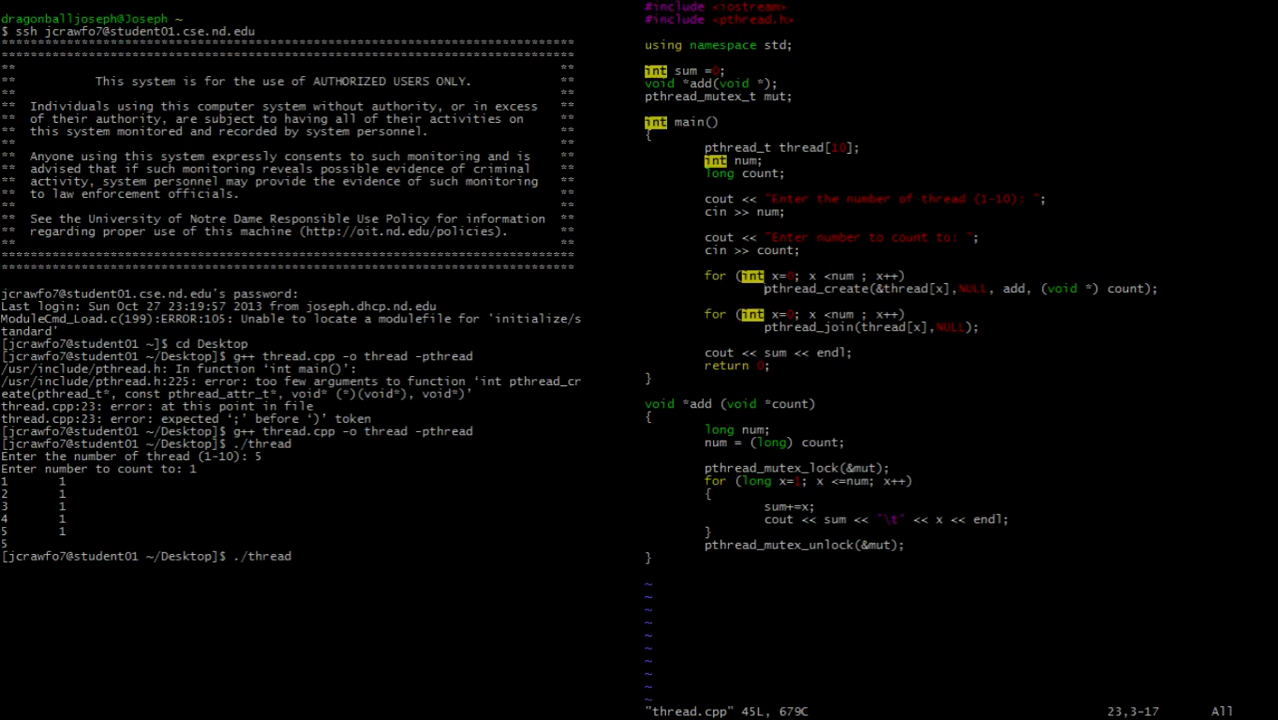 dragonballjoseph@Joseph ~
$ ssh jcrawfo7@student01.cse.nd.edu
******************************************************************************
******************************************************************************
** **
** This system is for the use of AUTHORIZED USERS ONLY. **
** **
** Individuals using this computer system without authority, or in excess **
** of their authority, are subject to having all of their activities on **
** this system monitored and recorded by system personnel. **
** **
** Anyone using this system expressly consents to such monitoring and is **
** advised that if such monitoring reveals possible evidence of criminal **
** activity, system personnel may provide the evidence of such monitoring **
** to law enforcement officials. **
** **
** See the University of Notre Dame Responsible Use Policy for information **
** regarding proper use of this machine (http://oit.nd.edu/policies). **
** **
******************************************************************************
******************************************************************************
jcrawfo7@student01.cse.nd.edu's password:
Last login: Sun Oct 27 23:19:57 2013 from joseph.dhcp.nd.edu
ModuleCmd_Load.c(199):ERROR:105: Unable to locate a modulefile for 'initialize/s
tandard'
[jcrawfo7@student01 ~]$ cd Desktop
[jcrawfo7@student01 ~/Desktop]$ g++ thread.cpp -o thread -pthread
/usr/include/pthread.h: In function ‘int main()’:
/usr/include/pthread.h:225: error: too few arguments to function ‘int pthread_cr
eate(pthread_t*, const pthread_attr_t*, void* (*)(void*), void*)’
thread.cpp:23: error: at this point in file
thread.cpp:23: error: expected ‘;’ before ‘)’ token
[jcrawfo7@student01 ~/Desktop]$ g++ thread.cpp -o thread -pthread
[jcrawfo7@student01 ~/Desktop]$ ./thread
Enter the number of thread (1-10): 5
Enter number to count to: 1
1 1
2 1
3 1
4 1
5 1
5
[jcrawfo7@student01 ~/Desktop]$ ./thread
#include <iostream>
#include <pthread.h>
using namespace std;
int sum =0;
void *add(void *);
pthread_mutex_t mut;
int main()
{
pthread_t thread[10];
int num;
long count;
cout << "Enter the number of thread (1-10): ";
cin >> num;
cout << "Enter number to count to: ";
cin >> count;
for (int x=0; x <num ; x++)
pthread_create(&thread[x],NULL, add, (void *) count);
for (int x=0; x <num ; x++)
pthread_join(thread[x],NULL);
cout << sum << endl;
return 0;
}
void *add (void *count)
{
long num;
num = (long) count;
pthread_mutex_lock(&mut);
for (long x=1; x <=num; x++)
{
sum+=x;
cout << sum << "\t" << x << endl;
}
pthread_mutex_unlock(&mut);
}
~
~
~
~
~
~
~
~
~
~
"thread.cpp" 45L, 679C 23,3-17 All